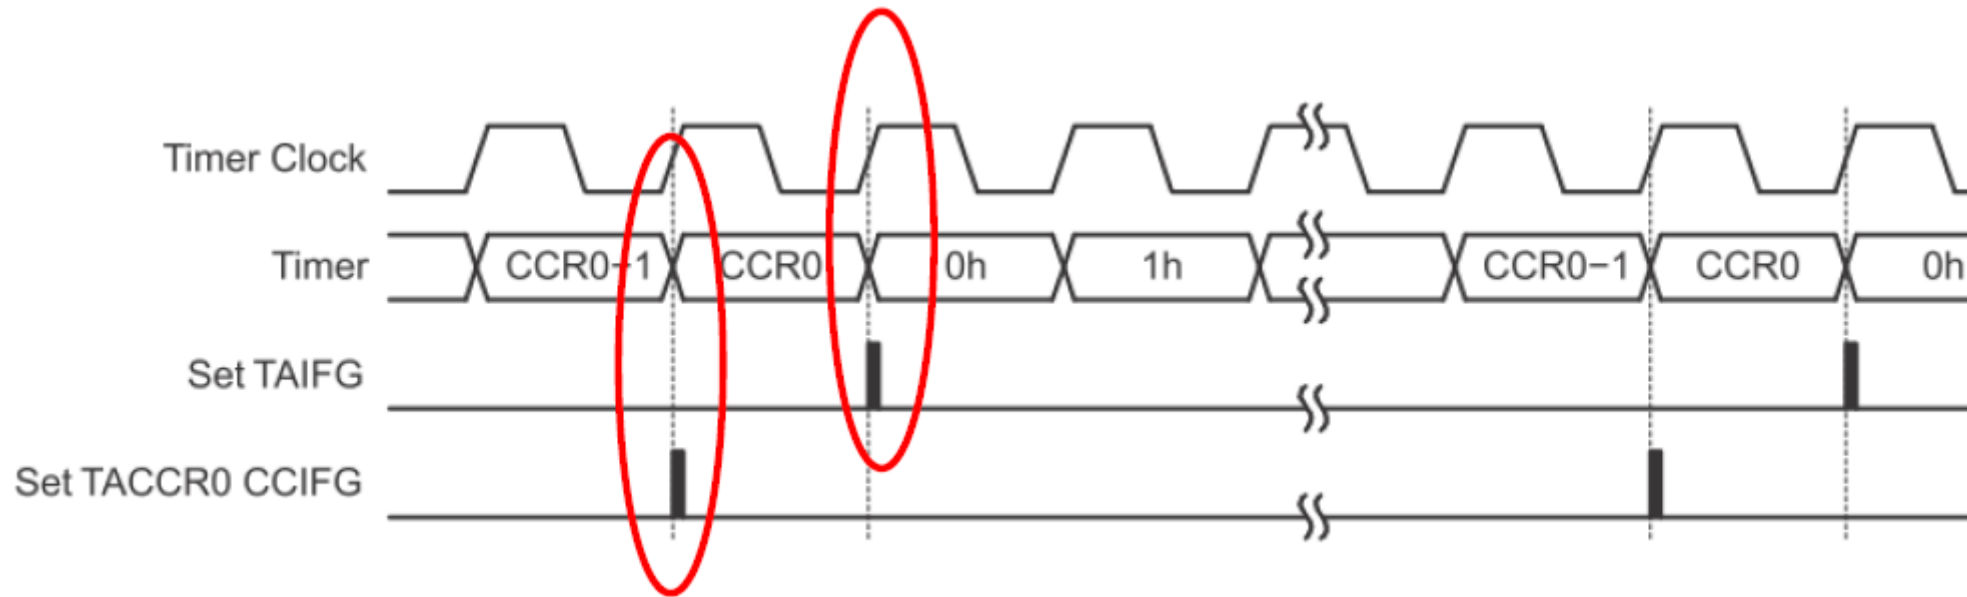 Timer Clock
Timer CCR0−1 CCR0 0h 1h CCR0−1 CCR0 0h
Set TAIFG
Set TACCR0 CCIFG